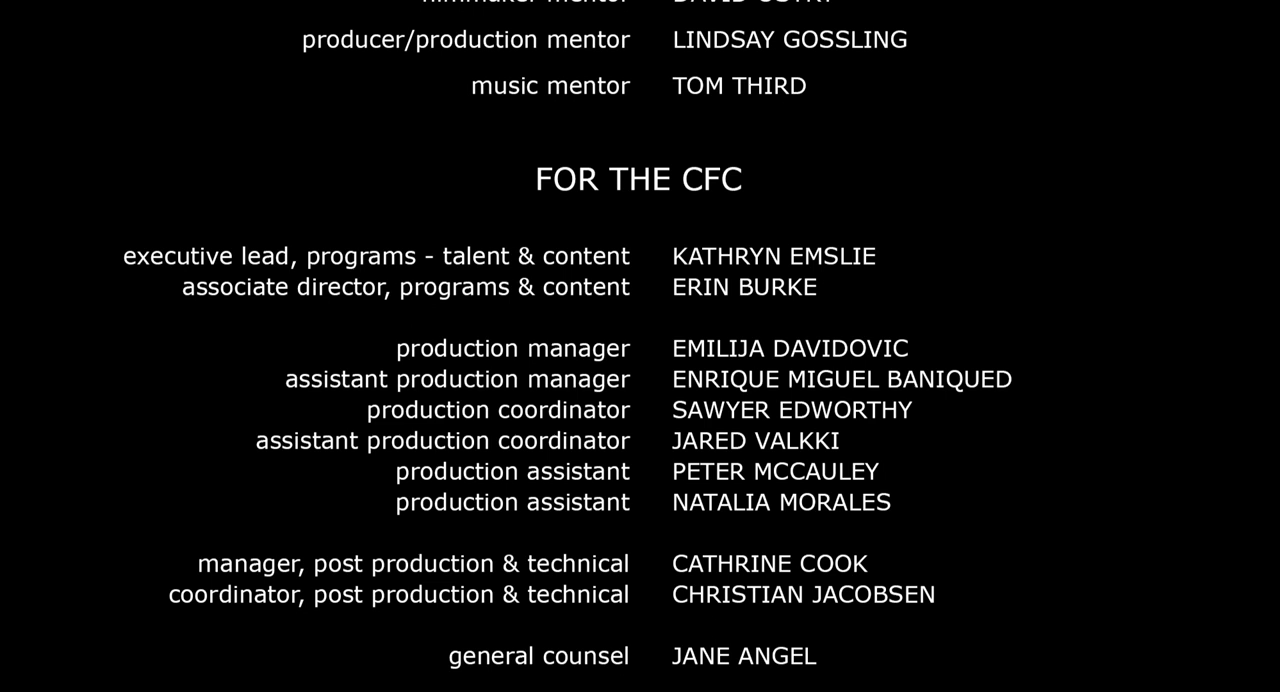 producer/production mentor LINDSAY GOSSLING
music mentor TOM THIRD
FOR THE CFC
executive lead, programs - talent & content KATHRYN EMSLIE
associate director, programs & content ERIN BURKE
production manager EMILIJA DAVIDOVIC
assistant production manager ENRIQUE MIGUEL BANIQUED
production coordinator SAWYER EDWORTHY
assistant production coordinator JARED VALKKI
production assistant PETER MCCAULEY
production assistant NATALIA MORALES
manager, post production & technical CATHRINE COOK
coordinator, post production & technical CHRISTIAN JACOBSEN
general counsel JANE ANGEL